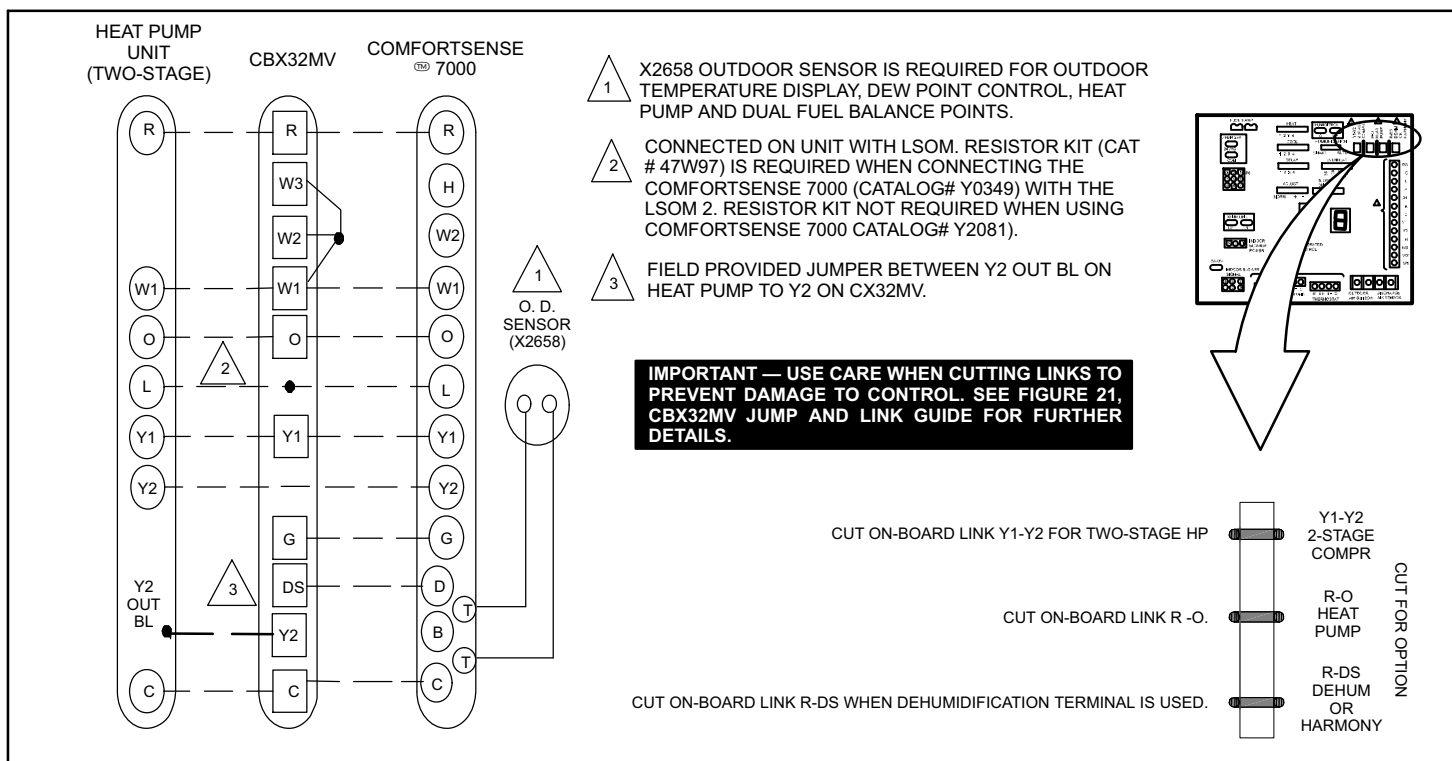 HEAT PUMP
UNIT
(TWO-STAGE)
CBX32MV
COMFORTSENSE
™ 7000
R
R
R
W3
H
W2
W2
W1
W1
W1
O
O
O
2
L
L
Y1
Y1
Y1
Y2
Y2
G
G
3
DS
D
T
Y2
OUT
BL
Y2
B
T
C
C
C
1
O. D.
SENSOR
(X2658)
1
X2658 OUTDOOR SENSOR IS REQUIRED FOR OUTDOOR
TEMPERATURE DISPLAY, DEW POINT CONTROL, HEAT
PUMP AND DUAL FUEL BALANCE POINTS.
2
CONNECTED ON UNIT WITH LSOM. RESISTOR KIT (CAT
# 47W97) IS REQUIRED WHEN CONNECTING THE
COMFORTSENSE 7000 (CATALOG# Y0349) WITH THE
LSOM 2. RESISTOR KIT NOT REQUIRED WHEN USING
COMFORTSENSE 7000 CATALOG# Y2081).
3
FIELD PROVIDED JUMPER BETWEEN Y2 OUT BL ON
HEAT PUMP TO Y2 ON CX32MV.
IMPORTANT — USE CARE WHEN CUTTING LINKS TO
PREVENT DAMAGE TO CONTROL. SEE FIGURE 21,
CBX32MV JUMP AND LINK GUIDE FOR FURTHER
DETAILS.
HEAT
COOL
DELAY
ADJUST
THERMOSTAT
CUT ON-BOARD LINK Y1-Y2 FOR TWO-STAGE HP
Y1-Y2
2-STAGE
COMPR
CUT ON-BOARD LINK R -O.
R-O
HEAT
PUMP
CUT ON-BOARD LINK R-DS WHEN DEHUMIDIFICATION TERMINAL IS USED.
R-DS
DEHUM
OR
HARMONY
CUT FOR OPTION